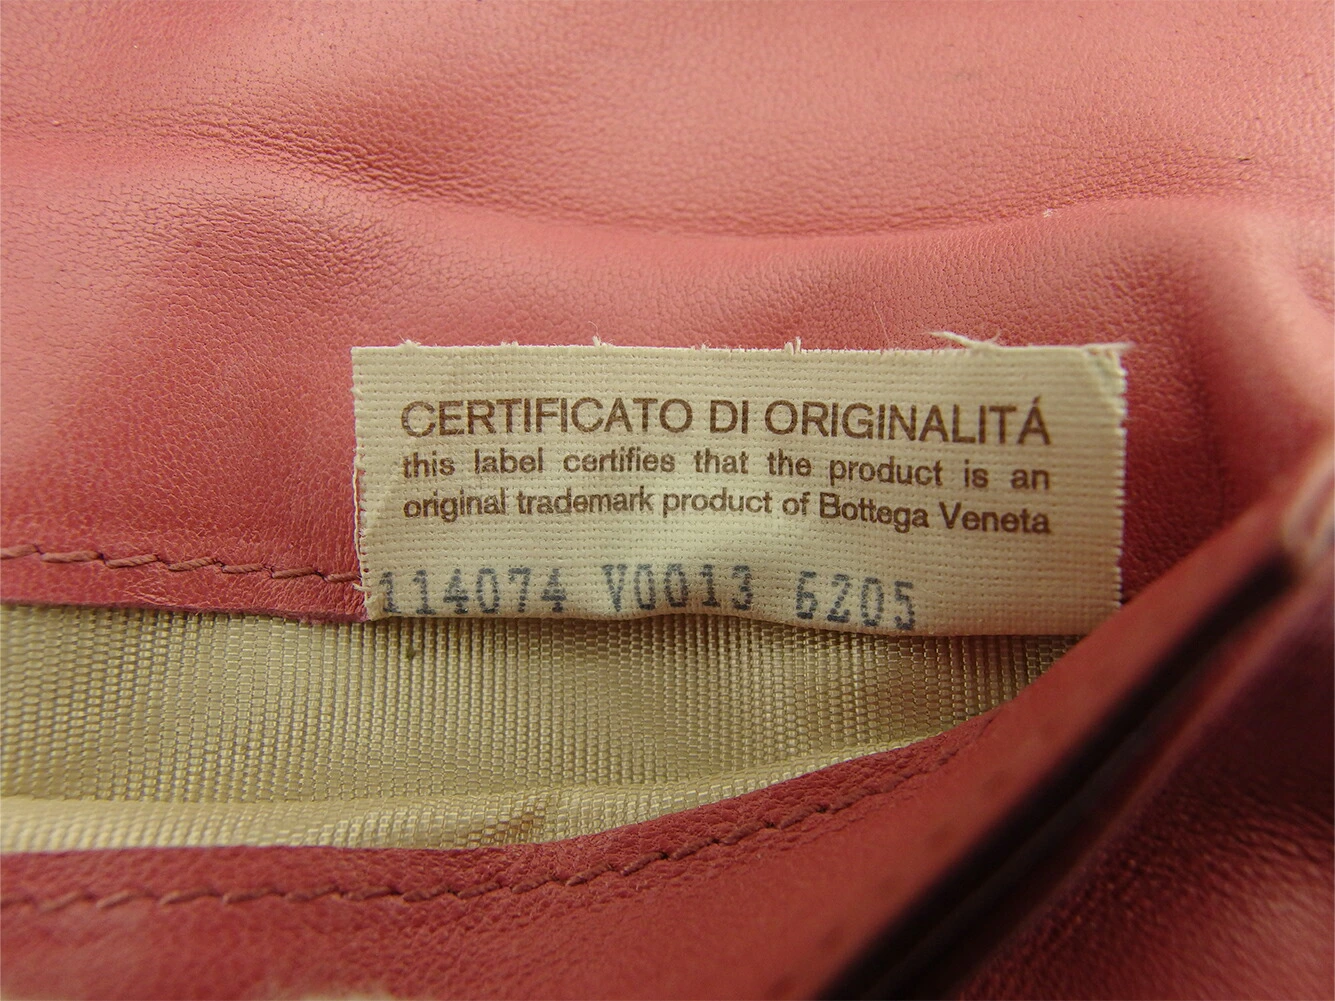 CERTIFICATO DI ORIGINALITÁ
this label certifies that the product is an
original trademark product of Bottega Veneta
114074 V0013 6205